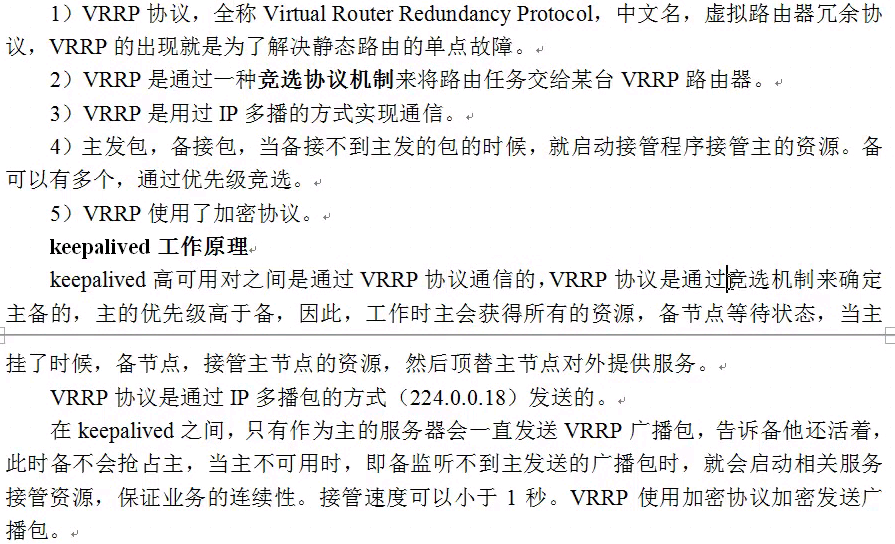 1）VRRP 协议，全称 Virtual Router Redundancy Protocol，中文名，虚拟路由器冗余协
议，VRRP 的出现就是为了解决静态路由的单点故障。
2）VRRP 是通过一种竞选协议机制来将路由任务交给某台 VRRP 路由器。
3）VRRP 是用过 IP 多播的方式实现通信。
4）主发包，备接包，当备接不到主发的包的时候，就启动接管程序接管主的资源。备
可以有多个，通过优先级竞选。
5）VRRP 使用了加密协议。
keepalived 工作原理
keepalived 高可用对之间是通过 VRRP 协议通信的，VRRP 协议是通过竞选机制来确定
主备的，主的优先级高于备，因此，工作时主会获得所有的资源，备节点等待状态，当主
挂了时候，备节点，接管主节点的资源，然后顶替主节点对外提供服务。
VRRP 协议是通过 IP 多播包的方式（224.0.0.18）发送的。
在 keepalived 之间，只有作为主的服务器会一直发送 VRRP 广播包，告诉备他还活着，
此时备不会抢占主，当主不可用时，即备监听不到主发送的广播包时，就会启动相关服务
接管资源，保证业务的连续性。接管速度可以小于 1 秒。VRRP 使用加密协议加密发送广
播包。